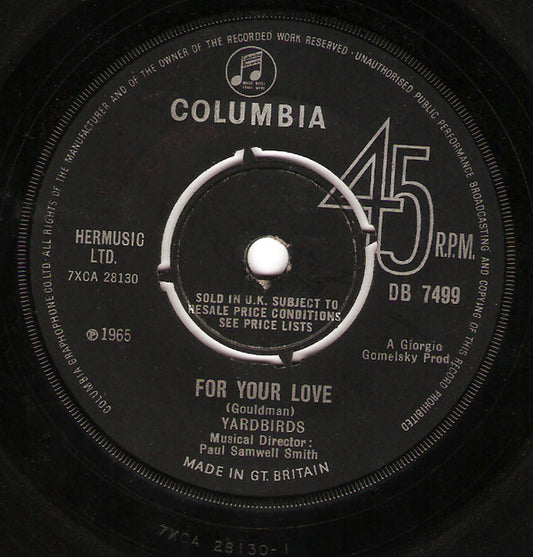 COLUMBIA GRAPHOPHONE CO.LTD · ALL RIGHTS OF THE MANUFACTURER AND OF THE OWNER OF THE RECORDED WORK RESERVED · UNAUTHORISED PUBLIC PERFORMANCE BROADCASTING AND COPYING OF THIS RECORD PROHIBITED
COLUMBIA
45 R.P.M.
HERMUSIC
LTD.
7XCA 28130
DB 7499
SOLD IN U.K. SUBJECT TO
RESALE PRICE CONDITIONS
SEE PRICE LISTS
℗ 1965
A Giorgio
Gomelsky Prod.
FOR YOUR LOVE
(Gouldman)
YARDBIRDS
Musical Director:
Paul Samwell Smith
MADE IN GT. BRITAIN
7XCA 28130-1